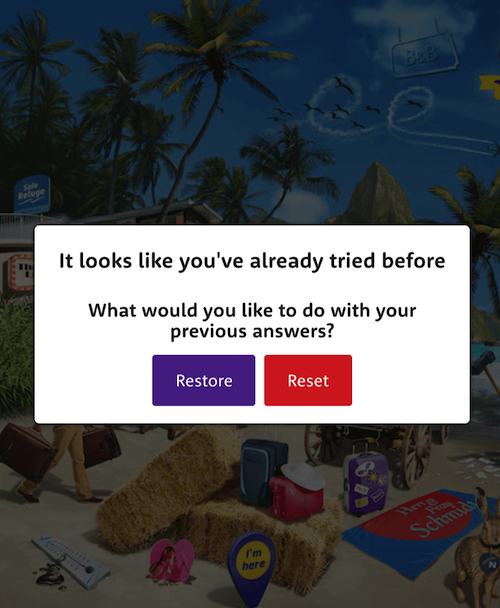 B&B
Safe
Refuge
It looks like you've already tried before
What would you like to do with your
previous answers?
Restore
Reset
Schmidt
I'm
here
N